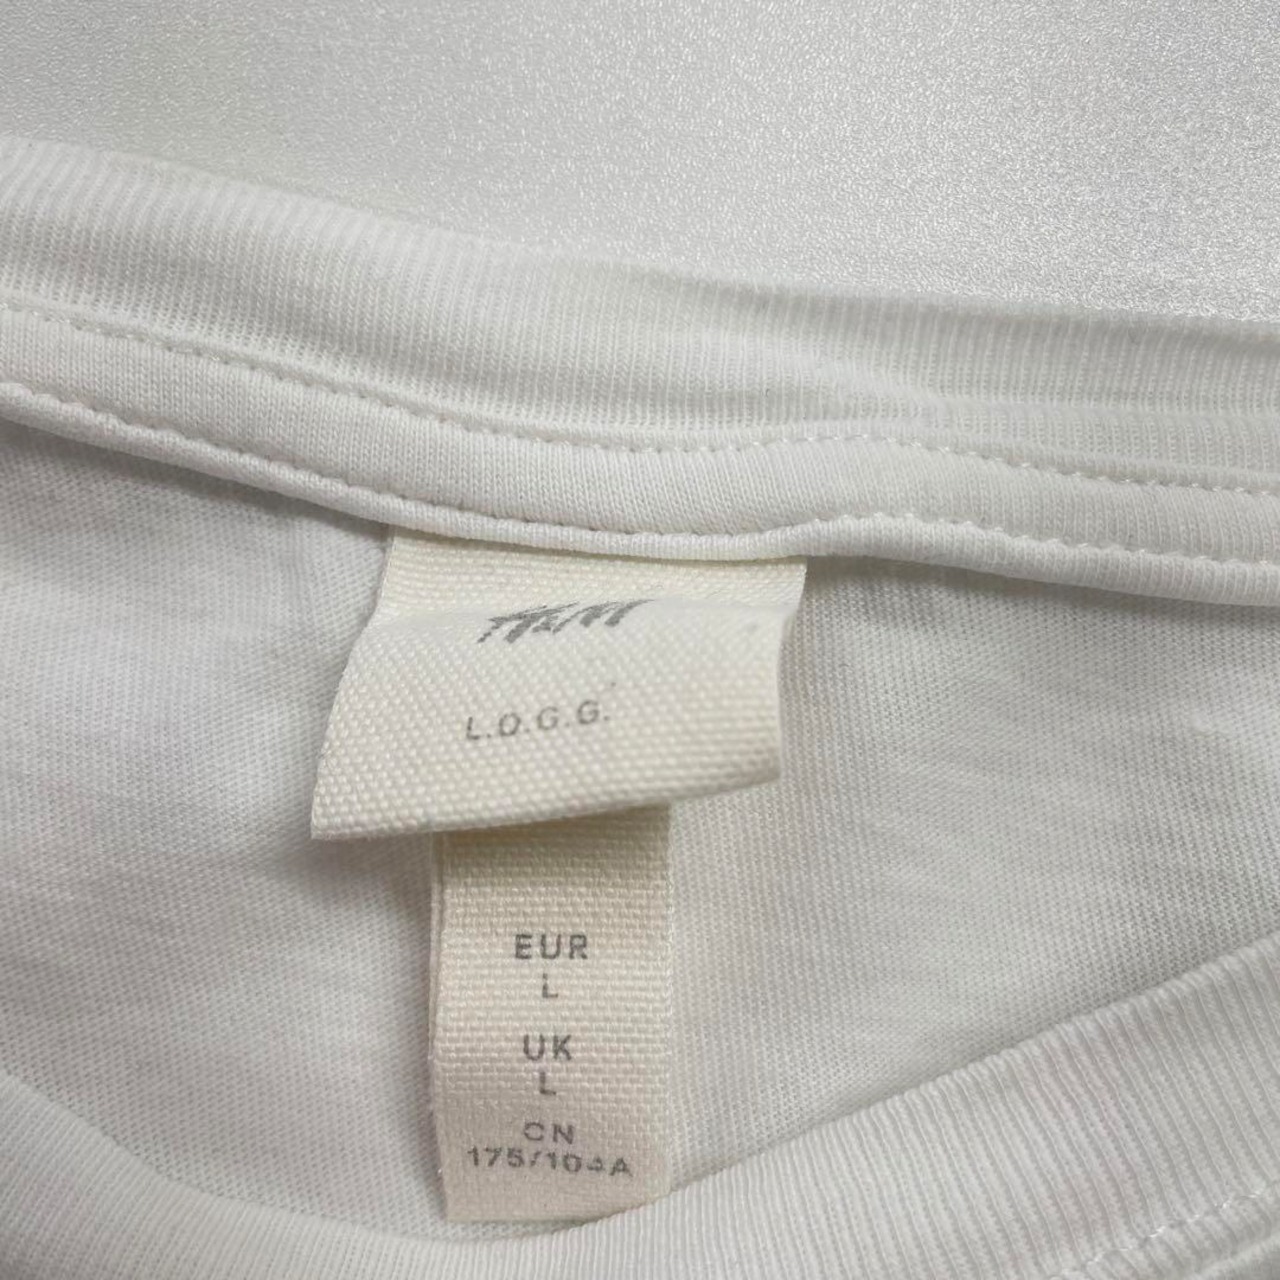 H&M
L.O.G.G.
EUR
L
UK
L
CN
175/104A